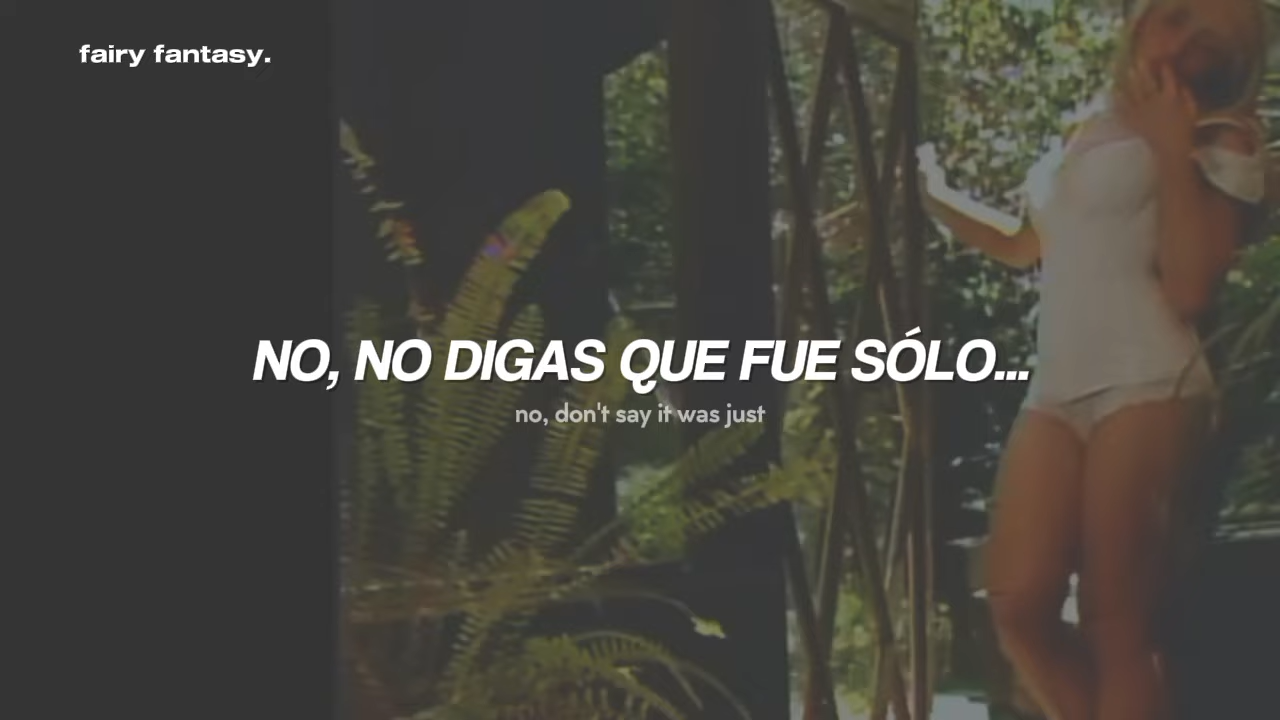 fairy fantasy.
NO, NO DIGAS QUE FUE SÓLO...
no, don't say it was just